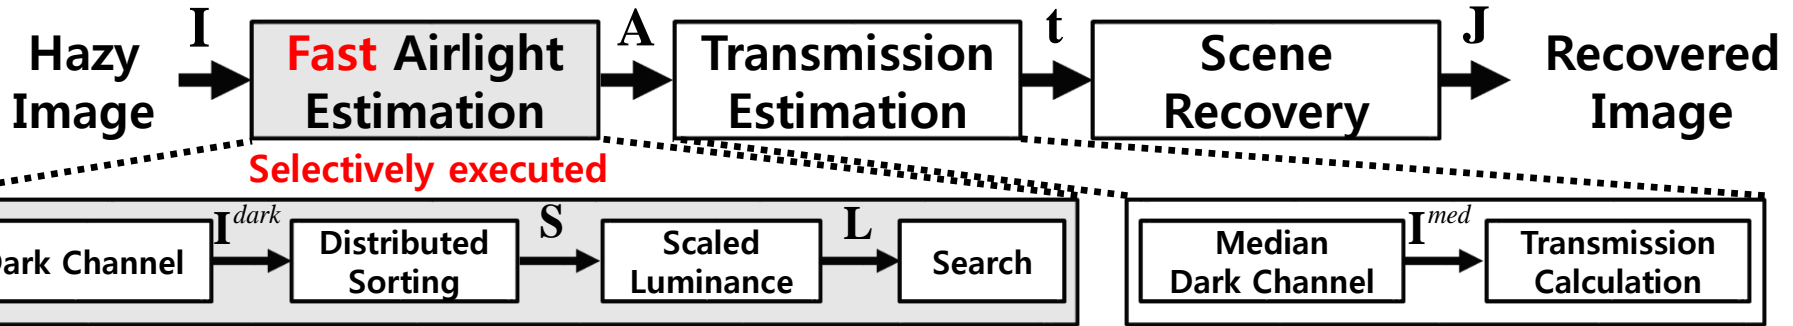 Hazy
Image
I
Fast Airlight
Estimation
Selectively executed
A
Transmission
Estimation
t
Scene
Recovery
J
Recovered
Image
ark Channel
I^dark
Distributed
Sorting
S
Scaled
Luminance
L
Search
Median
Dark Channel
I^med
Transmission
Calculation